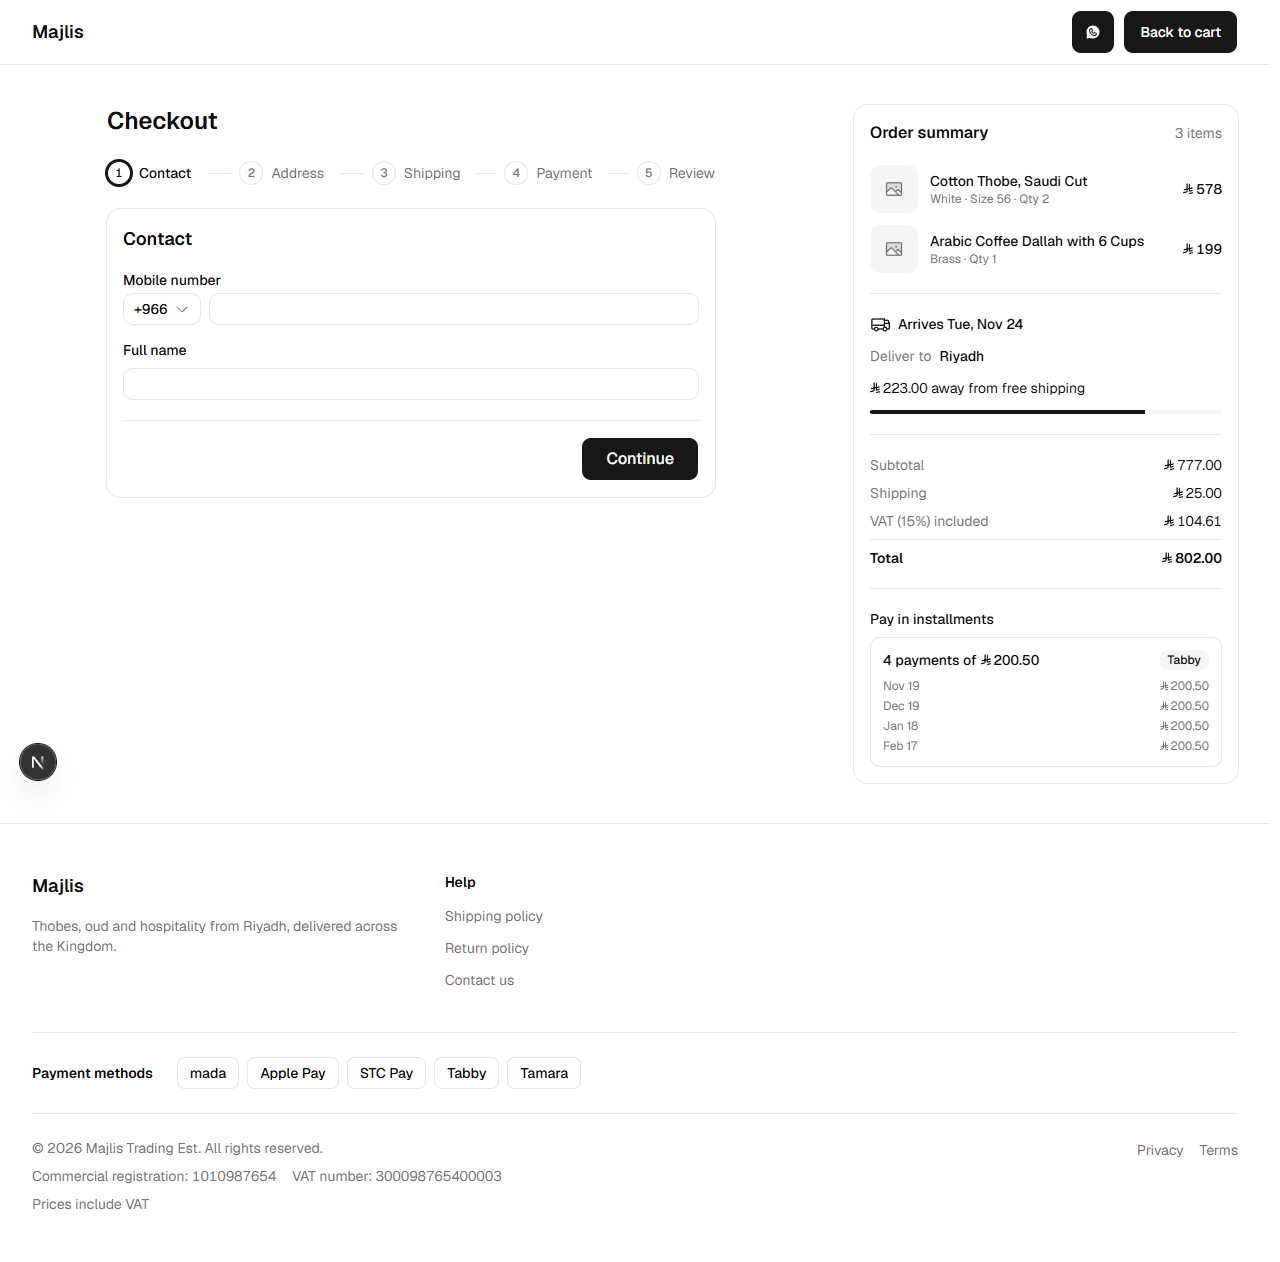 Majlis
Back to cart
Checkout
1 Contact
2 Address
3 Shipping
4 Payment
5 Review
Contact
Mobile number
+966
Full name
Continue
Order summary
3 items
Cotton Thobe, Saudi Cut
White · Size 56 · Qty 2
⃁ 578
Arabic Coffee Dallah with 6 Cups
Brass · Qty 1
⃁ 199
Arrives Tue, Nov 24
Deliver to Riyadh
⃁ 223.00 away from free shipping
Subtotal ⃁ 777.00
Shipping ⃁ 25.00
VAT (15%) included ⃁ 104.61
Total ⃁ 802.00
Pay in installments
4 payments of ⃁ 200.50 Tabby
Nov 19 ⃁ 200.50
Dec 19 ⃁ 200.50
Jan 18 ⃁ 200.50
Feb 17 ⃁ 200.50
N
Majlis
Thobes, oud and hospitality from Riyadh, delivered across
the Kingdom.
Help
Shipping policy
Return policy
Contact us
Payment methods mada Apple Pay STC Pay Tabby Tamara
© 2026 Majlis Trading Est. All rights reserved.
Commercial registration: 1010987654 VAT number: 300098765400003
Prices include VAT
Privacy Terms